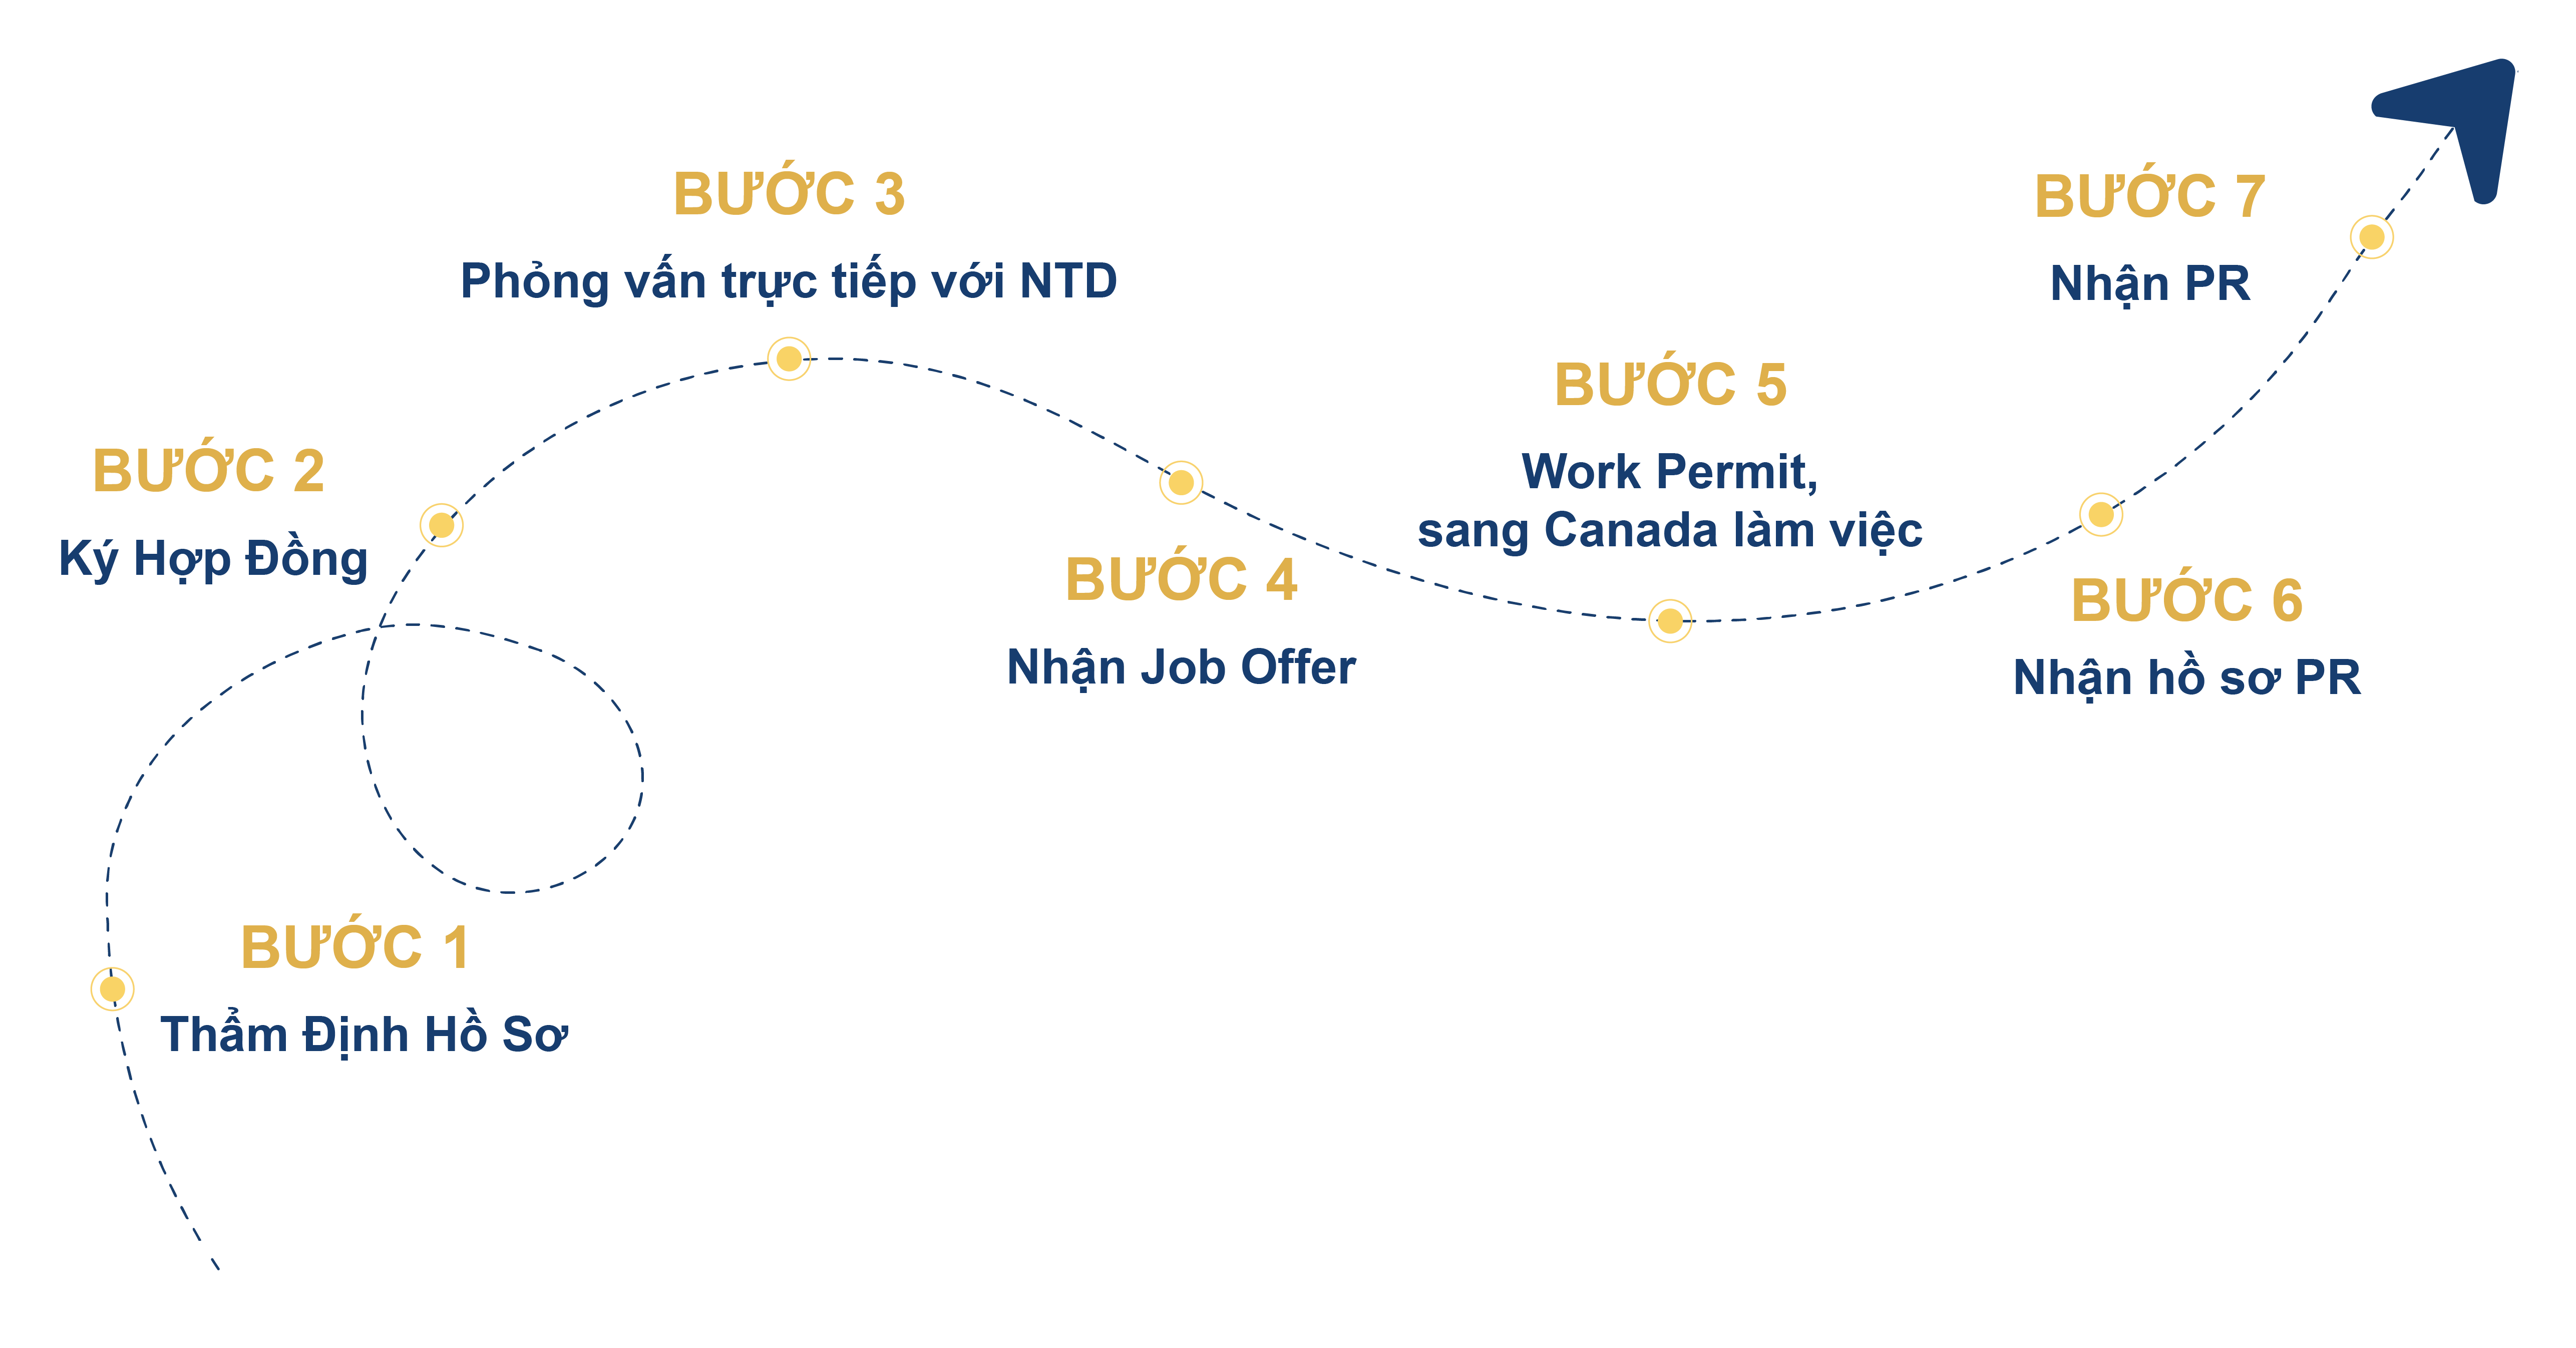 BƯỚC 1
Thẩm Định Hồ Sơ
BƯỚC 2
Ký Hợp Đồng
BƯỚC 3
Phỏng vấn trực tiếp với NTD
BƯỚC 4
Nhận Job Offer
BƯỚC 5
Work Permit,
sang Canada làm việc
BƯỚC 6
Nhận hồ sơ PR
BƯỚC 7
Nhận PR